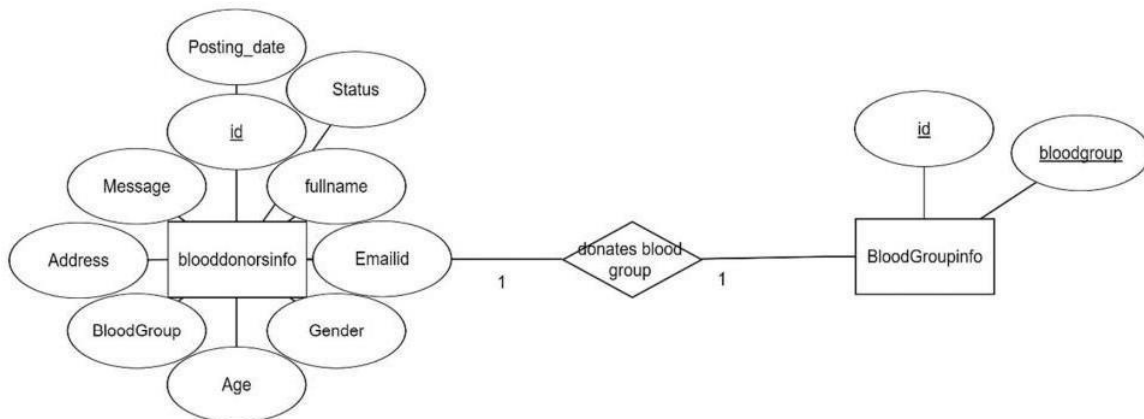 Posting_date
Status
id
Message
fullname
Address
blooddonorsinfo
Emailid
BloodGroup
Gender
Age
1
donates blood
group
1
id
bloodgroup
BloodGroupinfo